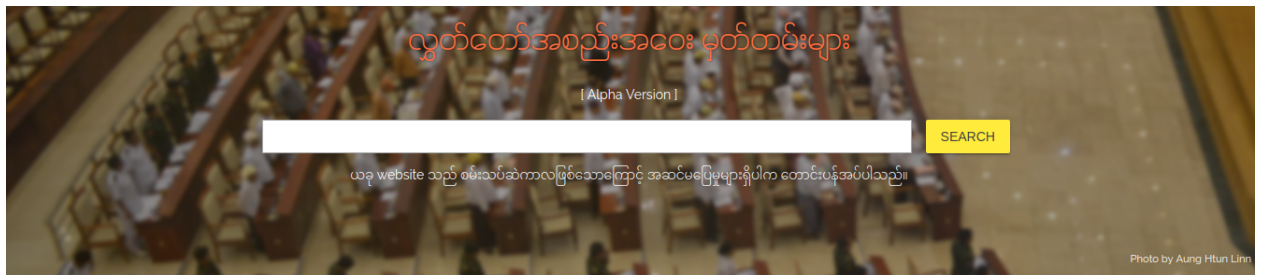 လွှတ်တော်အစည်းအဝေး မှတ်တမ်းများ
[ Alpha Version ]
SEARCH
ယခု website သည် စမ်းသပ်ဆဲကာလဖြစ်သောကြောင့် အဆင်မပြေမှုများရှိပါက တောင်းပန်အပ်ပါသည်။
Photo by Aung Htun Linn